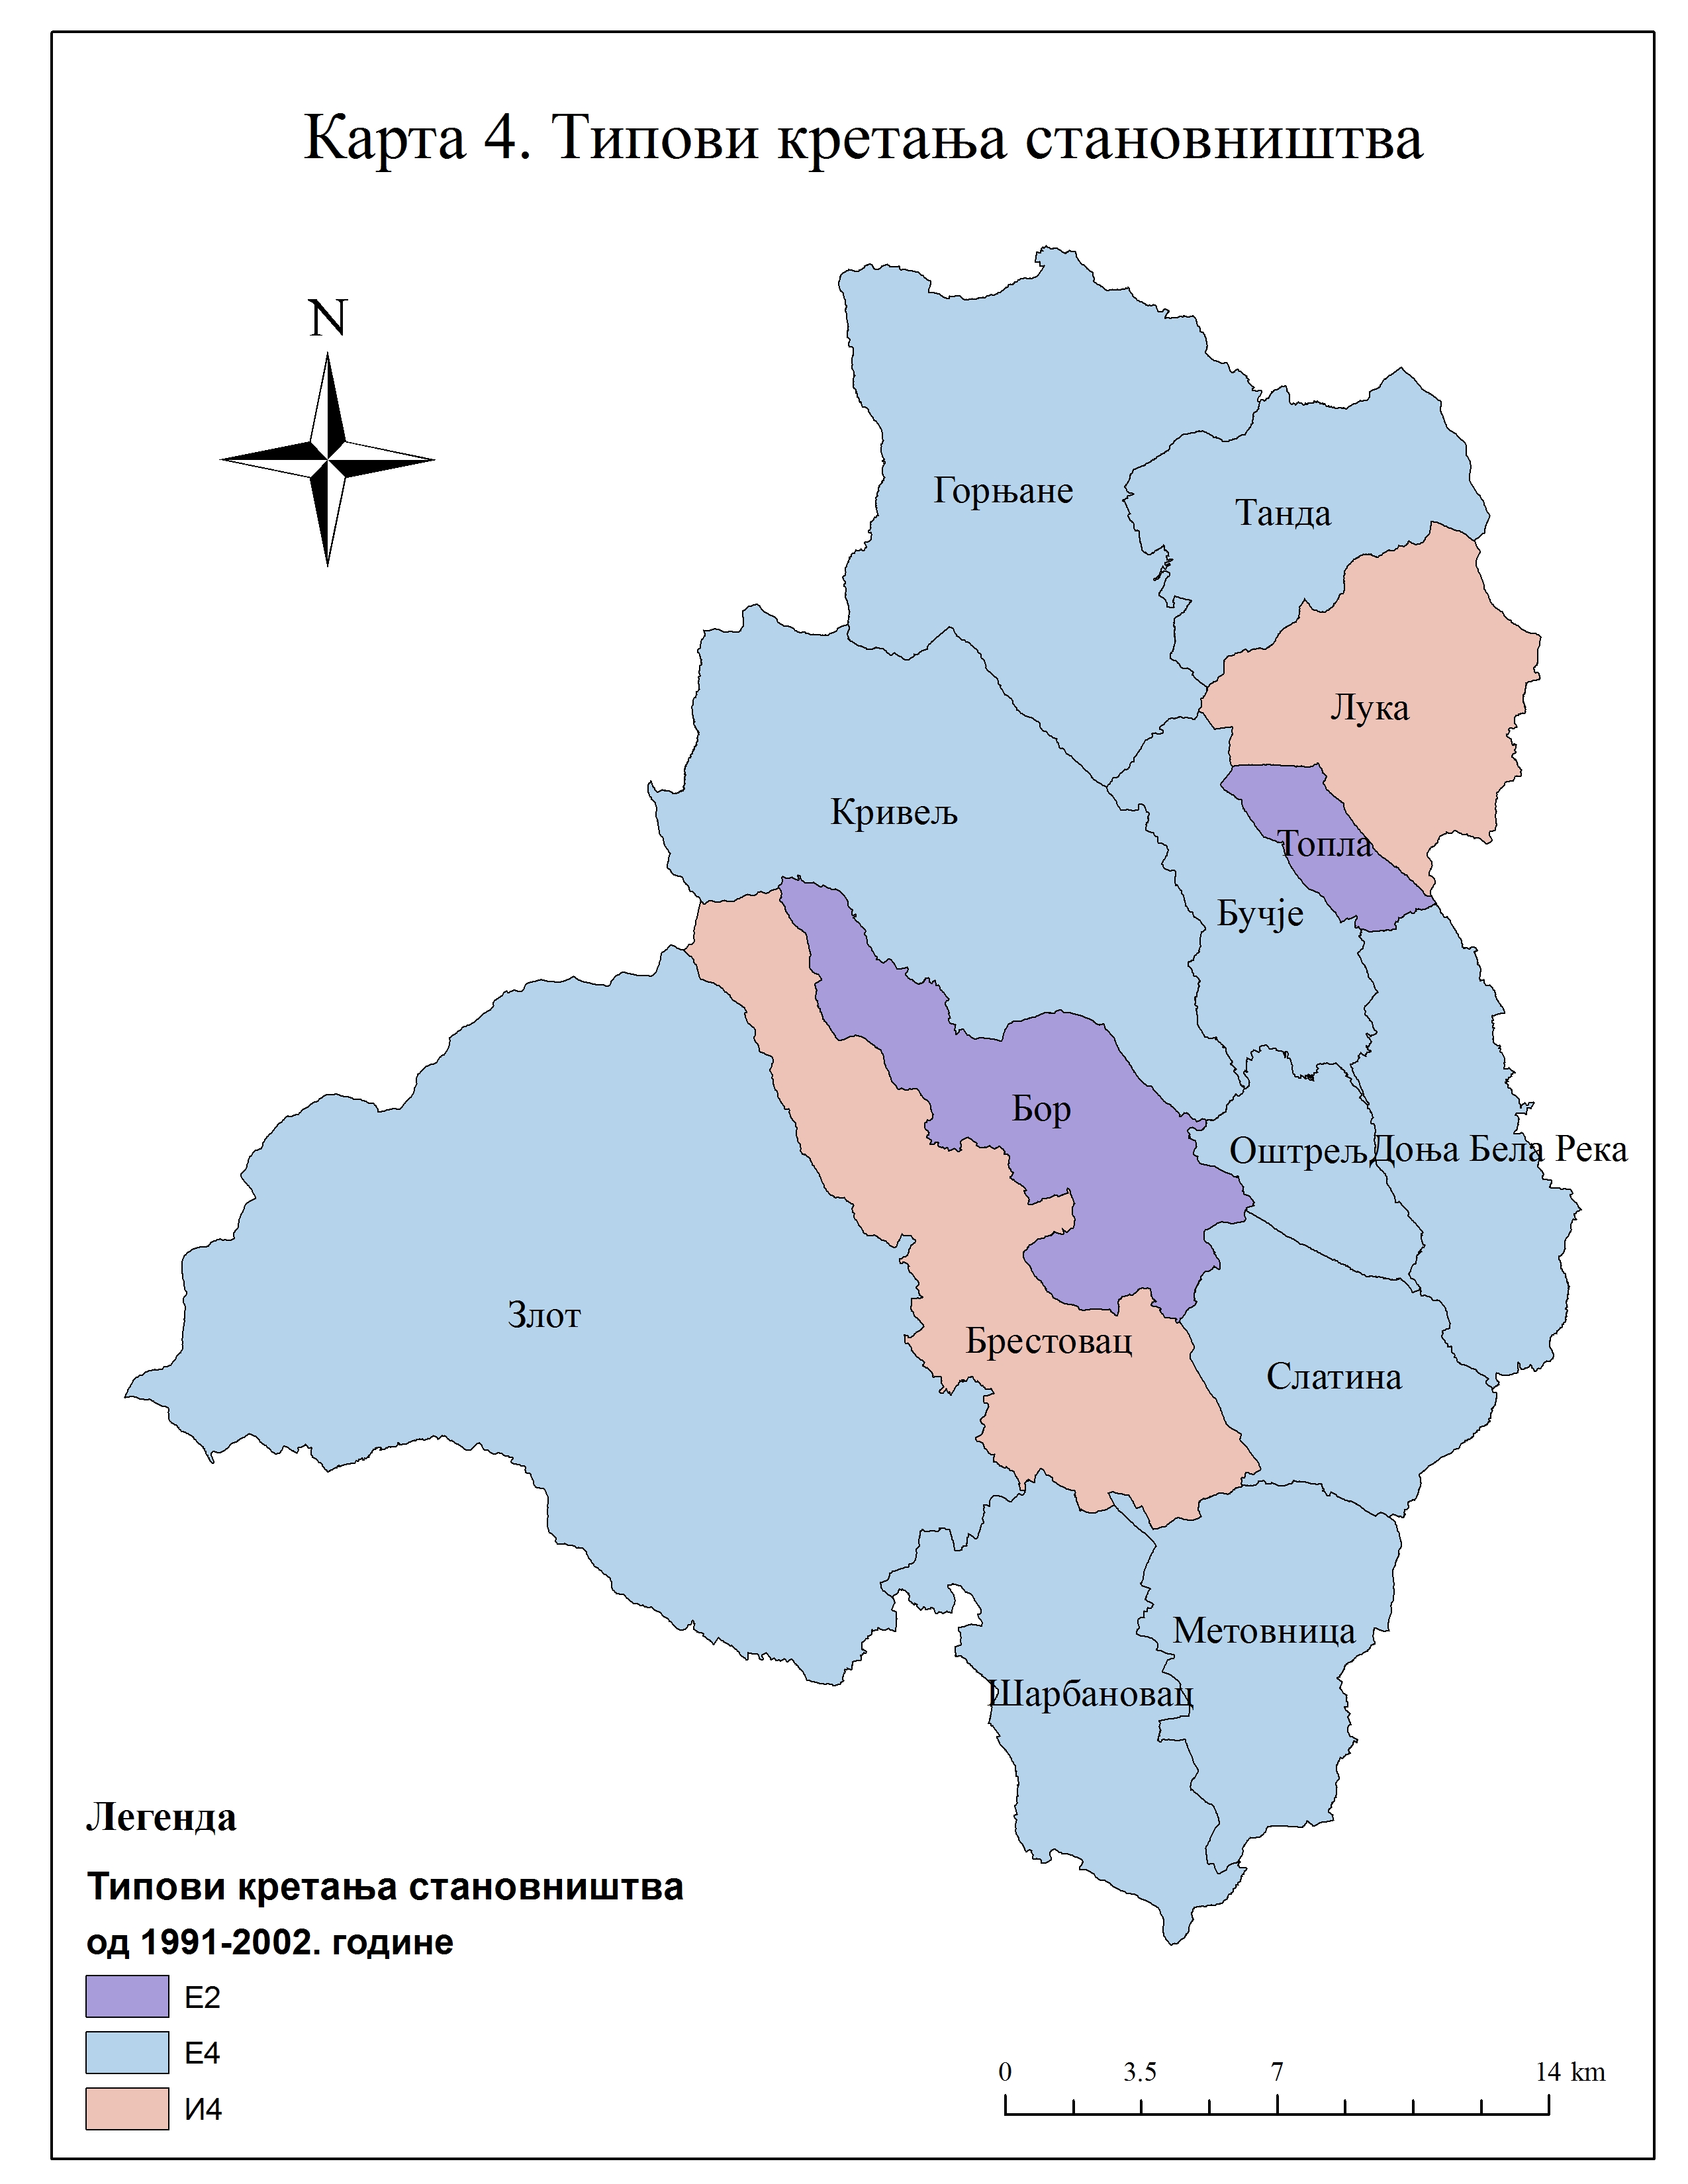 Карта 4. Типови кретања становништва
N
Горњане
Танда
Лука
Кривељ
Топла
Бучје
Бор
Оштрељ
Доња Бела Река
Злот
Брестовац
Слатина
Метовница
Шарбановац
Легенда
Типови кретања становништва
од 1991-2002. године
Е2
Е4
И4
0 3.5 7 14 km